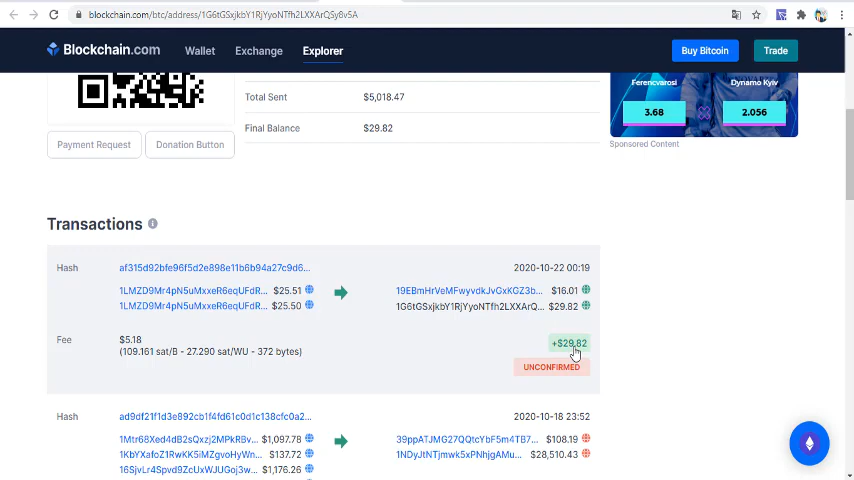 blockchain.com/btc/address/1G6tGSxjkbY1RjYyoNTfh2LXXArQSy8v5A
Blockchain.com Wallet Exchange Explorer Buy Bitcoin Trade
Total Sent $5,018.47
Final Balance $29.82
Ferencvarosi Dynamo Kyiv
3.68 2.056
Sponsored Content
Payment Request Donation Button
Transactions
Hash af315d92bfe96f5d2e898e11b6b94a27c9d6... 2020-10-22 00:19
1LMZD9Mr4pN5uMxxeR6eqUFdR... $25.51 19EBmHrVeMFwyvdkJvGxKGZ3b... $16.01
1LMZD9Mr4pN5uMxxeR6eqUFdR... $25.50 1G6tGSxjkbY1RjYyoNTfh2LXXArQ... $29.82
Fee $5.18 +$29.82
(109.161 sat/B - 27.290 sat/WU - 372 bytes)
UNCONFIRMED
Hash ad9df21f1d3e892cb1f4fd61c0d1c138cfc0a2... 2020-10-18 23:52
1Mtr68Xed4dB2sQxzj2MPkRBv... $1,097.78 39ppATJMG27QQtcYbF5m4TB7... $108.19
1KbYXafoZ1RwKK5iMZgvoHyWn... $137.72 1NDyJtNTjmwk5xPNhjgAMu... $28,510.43
16SjvLr4Spvd9ZcUxWJUGoj3w... $1,176.26